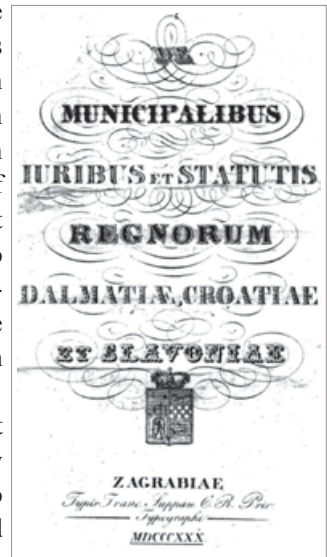 DE
MUNICIPALIBUS
IURIBUS ET STATUTIS
REGNORUM
DALMATIÆ, CROATIAE
ET SLAVONIAE
ZAGRABIAE
Typis Franc. Suppan C. R. Priv.
Typographi
MDCCCXXX